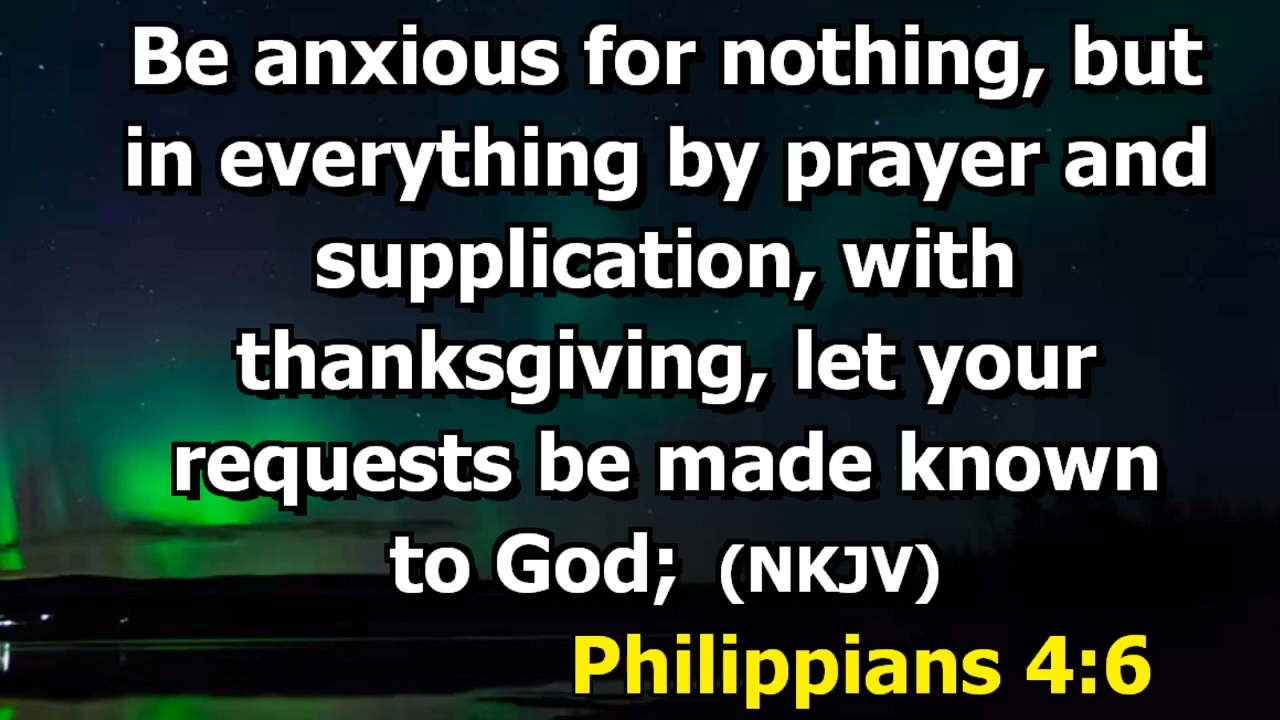 Be anxious for nothing, but
in everything by prayer and
supplication, with
thanksgiving, let your
requests be made known
to God; (NKJV)
Philippians 4:6